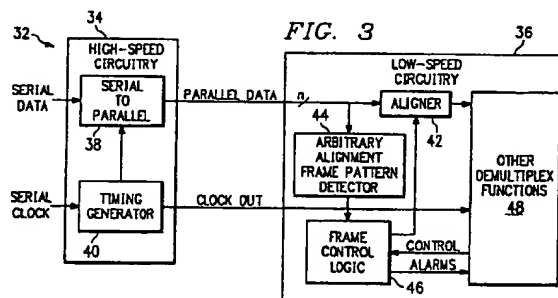 FIG. 3
32
34
HIGH-SPEED
CIRCUITRY
SERIAL
DATA
SERIAL
TO
PARALLEL
38
SERIAL
CLOCK
TIMING
GENERATOR
40
PARALLEL DATA
n
CLOCK OUT
36
LOW-SPEED
CIRCUITRY
ALIGNER
42
44
ARBITRARY
ALIGNMENT
FRAME PATTERN
DETECTOR
FRAME
CONTROL
LOGIC
46
CONTROL
ALARMS
OTHER
DEMULTIPLEX
FUNCTIONS
48